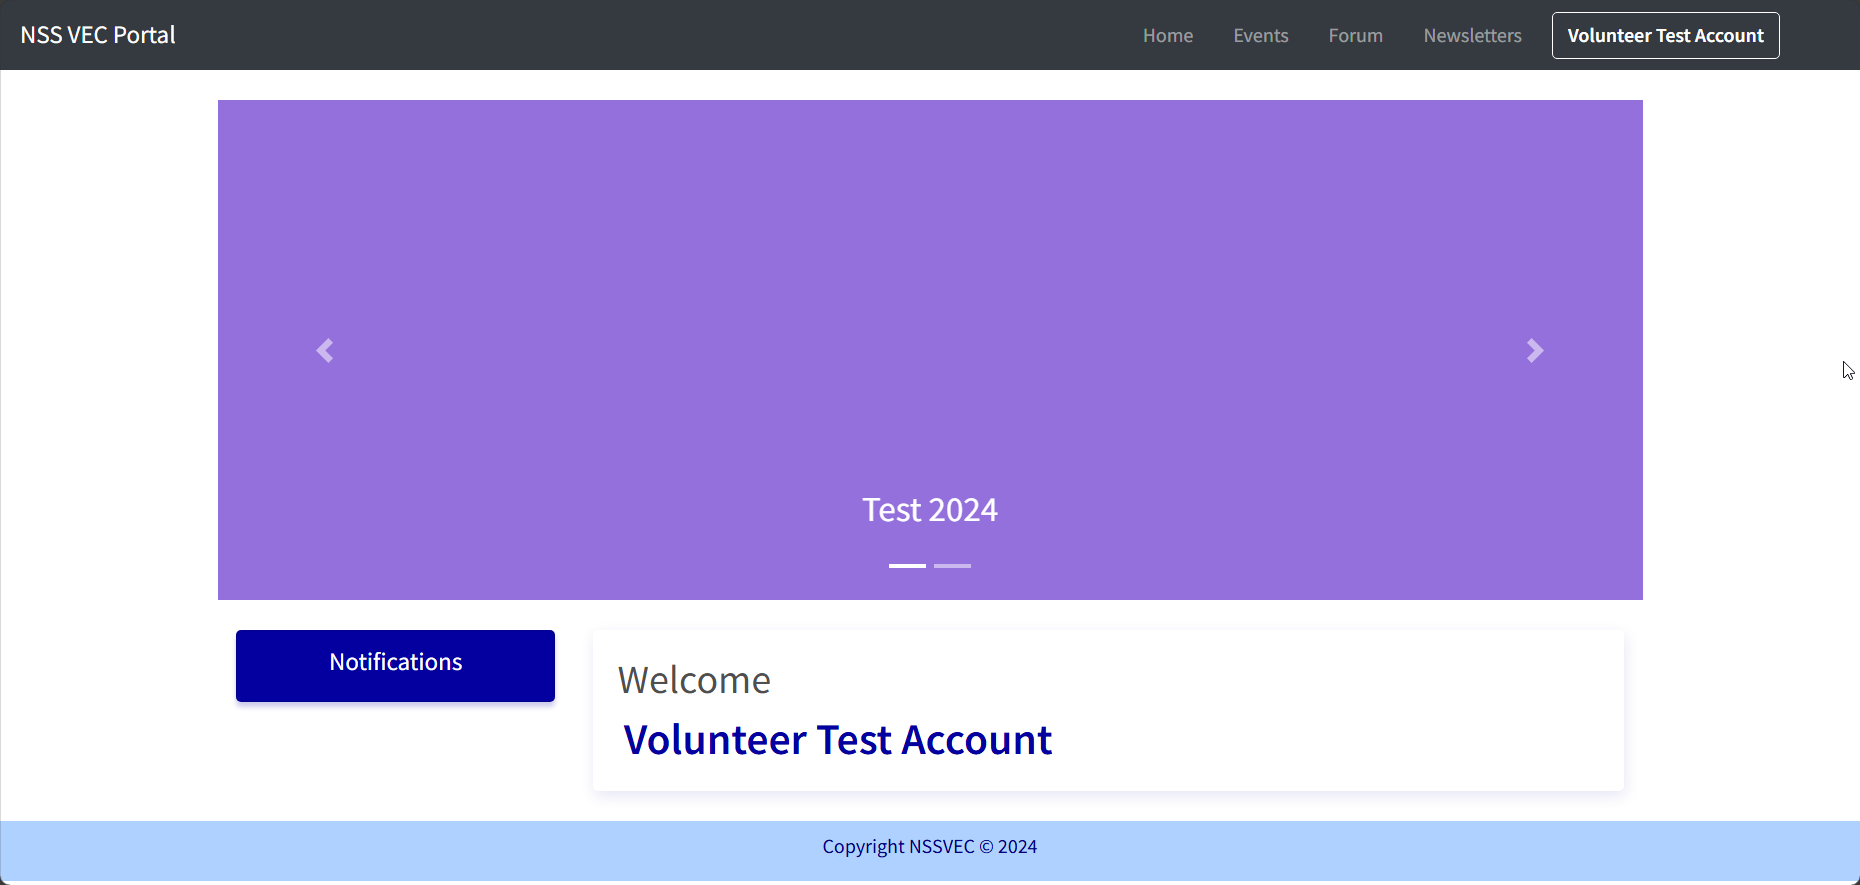 NSS VEC Portal
Home Events Forum Newsletters Volunteer Test Account
Test 2024
Notifications
Welcome
Volunteer Test Account
Copyright NSSVEC © 2024